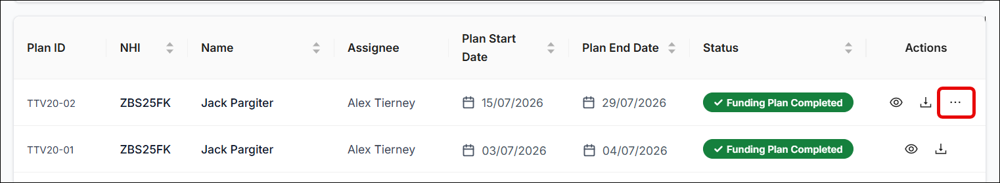 Plan ID NHI Name Assignee Plan Start Date Plan End Date Status Actions
TTV20-02 ZBS25FK Jack Pargiter Alex Tierney 15/07/2026 29/07/2026 Funding Plan Completed ...
TTV20-01 ZBS25FK Jack Pargiter Alex Tierney 03/07/2026 04/07/2026 Funding Plan Completed